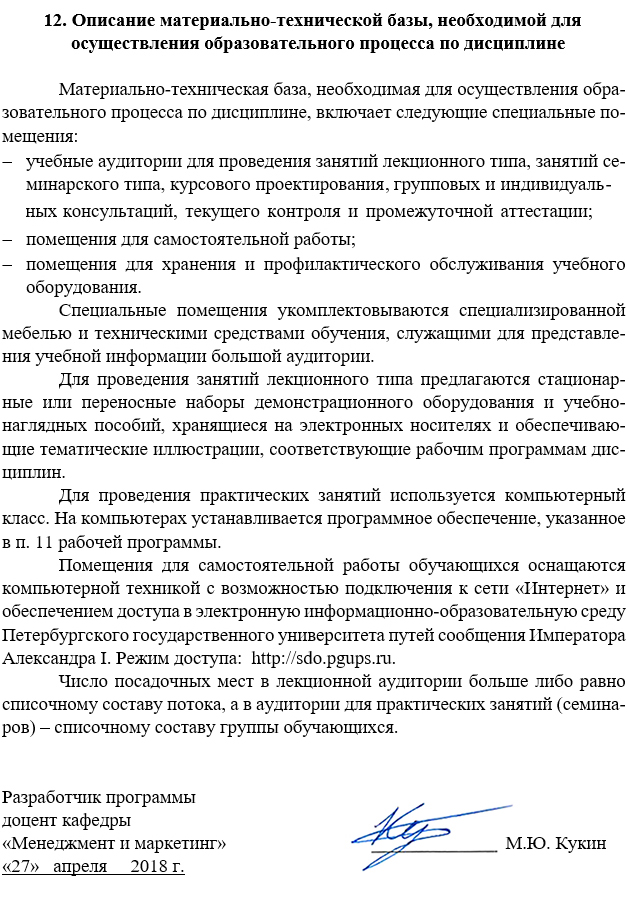 12. Описание материально-технической базы, необходимой для
осуществления образовательного процесса по дисциплине
Материально-техническая база, необходимая для осуществления обра-
зовательного процесса по дисциплине, включает следующие специальные по-
мещения:
– учебные аудитории для проведения занятий лекционного типа, занятий се-
минарского типа, курсового проектирования, групповых и индивидуаль-
ных консультаций, текущего контроля и промежуточной аттестации;
– помещения для самостоятельной работы;
– помещения для хранения и профилактического обслуживания учебного
оборудования.
Специальные помещения укомплектовываются специализированной
мебелью и техническими средствами обучения, служащими для представле-
ния учебной информации большой аудитории.
Для проведения занятий лекционного типа предлагаются стационар-
ные или переносные наборы демонстрационного оборудования и учебно-
наглядных пособий, хранящиеся на электронных носителях и обеспечиваю-
щие тематические иллюстрации, соответствующие рабочим программам дис-
циплин.
Для проведения практических занятий используется компьютерный
класс. На компьютерах устанавливается программное обеспечение, указанное
в п. 11 рабочей программы.
Помещения для самостоятельной работы обучающихся оснащаются
компьютерной техникой с возможностью подключения к сети «Интернет» и
обеспечением доступа в электронную информационно-образовательную среду
Петербургского государственного университета путей сообщения Императора
Александра I. Режим доступа: http://sdo.pgups.ru.
Число посадочных мест в лекционной аудитории больше либо равно
списочному составу потока, а в аудитории для практических занятий (семина-
ров) – списочному составу группы обучающихся.
Разработчик программы
доцент кафедры
«Менеджмент и маркетинг» М.Ю. Кукин
«27» апреля 2018 г.